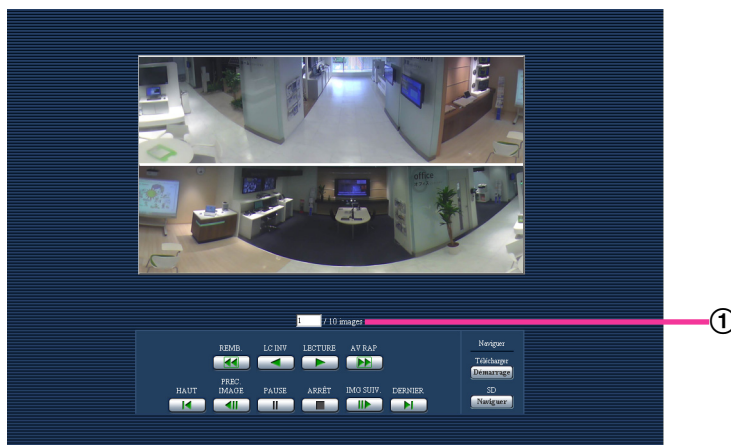 office
1 / 10 images
①
REMB. LC INV LECTURE AV RAP
HAUT PREC. IMAGE PAUSE ARRÊT IMG SUIV. DERNIER
Naviguer
Télécharger
Démarrage
SD
Naviguer